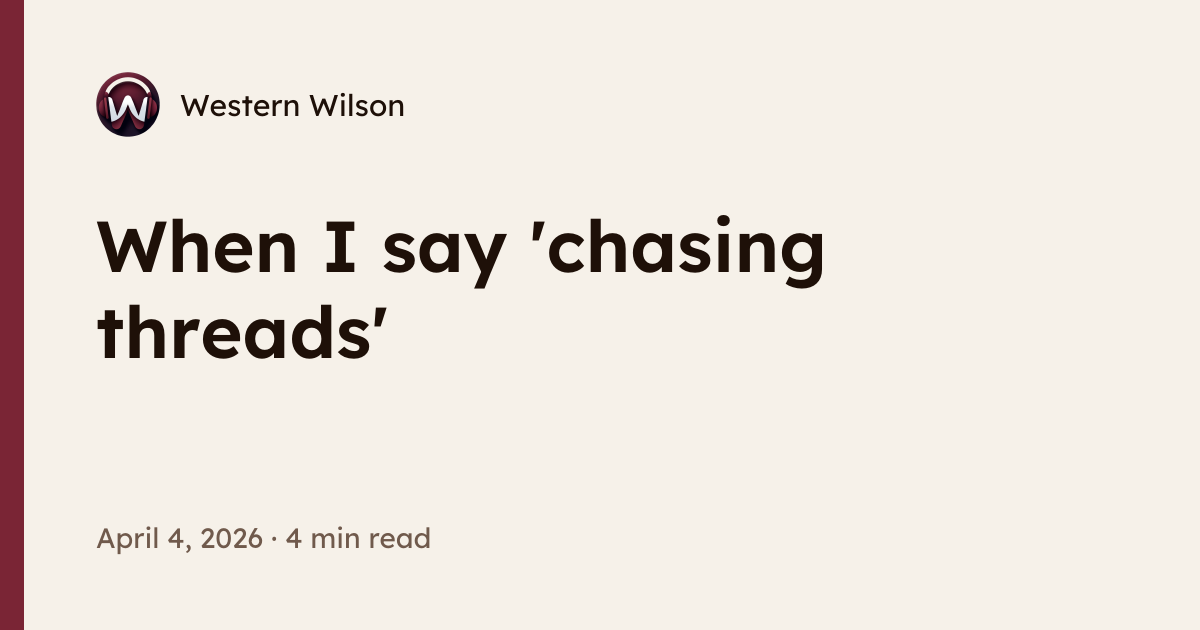 W
Western Wilson
When I say 'chasing
threads'
April 4, 2026 · 4 min read